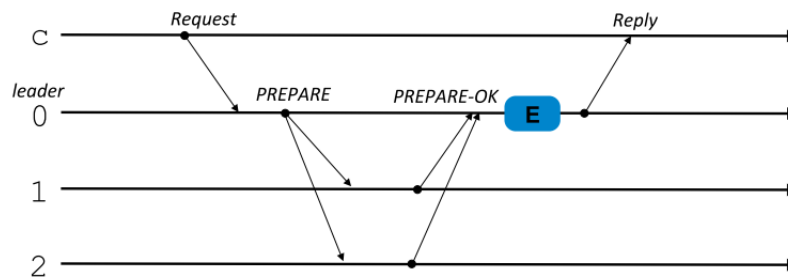 Request
Reply
C
leader
PREPARE
PREPARE-OK
0
E
1
2